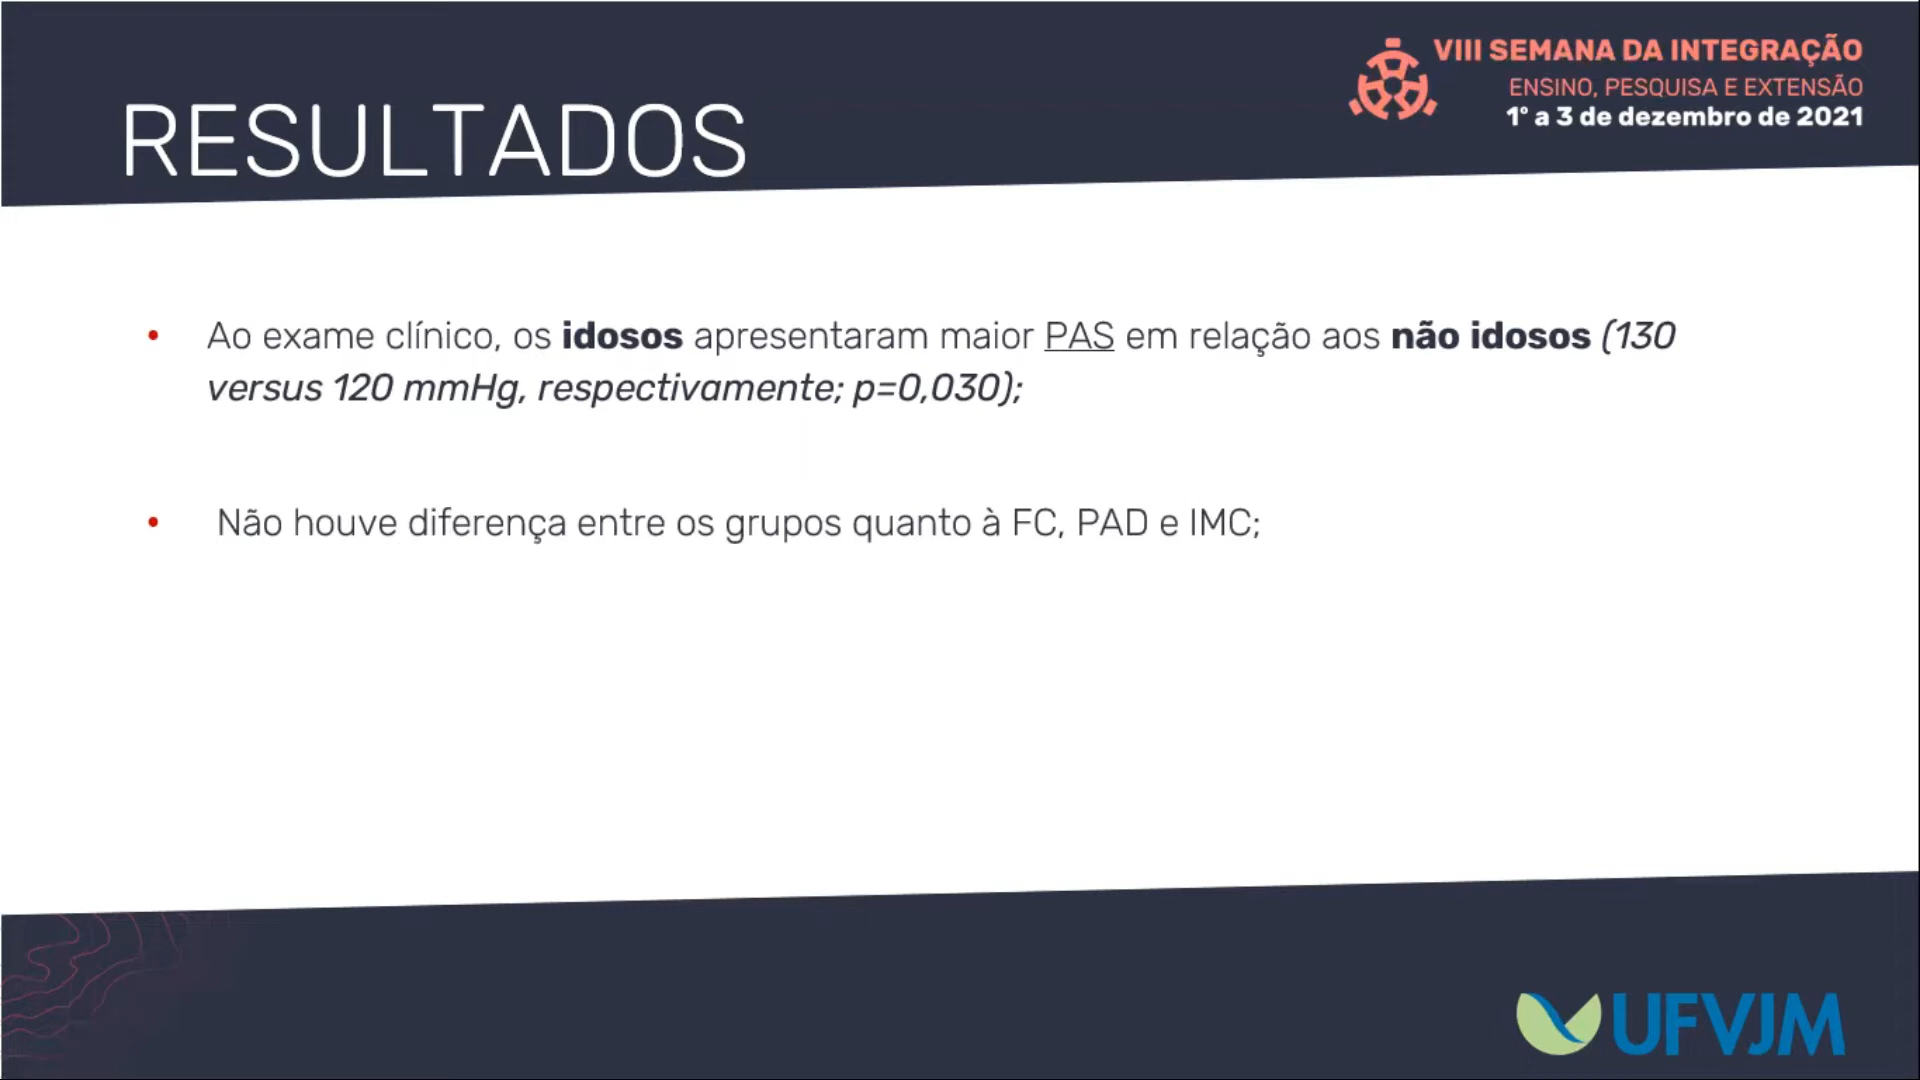 VIII SEMANA DA INTEGRAÇÃO
ENSINO, PESQUISA E EXTENSÃO
1º a 3 de dezembro de 2021
RESULTADOS
• Ao exame clínico, os idosos apresentaram maior PAS em relação aos não idosos (130
versus 120 mmHg, respectivamente; p=0,030);
• Não houve diferença entre os grupos quanto à FC, PAD e IMC;
UFVJM